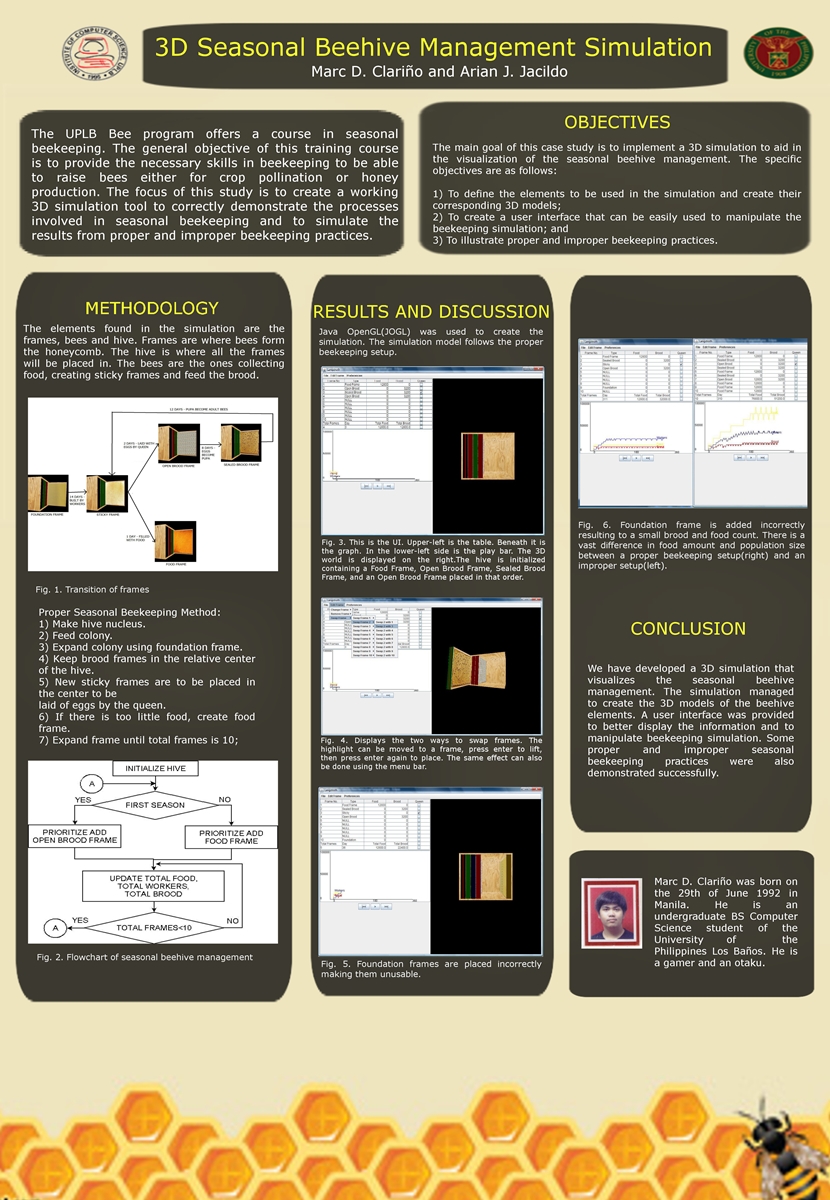 3D Seasonal Beehive Management Simulation
Marc D. Clariño and Arian J. Jacildo
INSTITUTE OF COMPUTER SCIENCE, UPLB
1995
1908
The UPLB Bee program offers a course in seasonal
beekeeping. The general objective of this training course
is to provide the necessary skills in beekeeping to be able
to raise bees either for crop pollination or honey
production. The focus of this study is to create a working
3D simulation tool to correctly demonstrate the processes
involved in seasonal beekeeping and to simulate the
results from proper and improper beekeeping practices.
OBJECTIVES
The main goal of this case study is to implement a 3D simulation to aid in
the visualization of the seasonal beehive management. The specific
objectives are as follows:
1) To define the elements to be used in the simulation and create their
corresponding 3D models;
2) To create a user interface that can be easily used to manipulate the
beekeeping simulation; and
3) To illustrate proper and improper beekeeping practices.
METHODOLOGY
The elements found in the simulation are the
frames, bees and hive. Frames are where bees form
the honeycomb. The hive is where all the frames
will be placed in. The bees are the ones collecting
food, creating sticky frames and feed the brood.
12 DAYS - PUPA BECOME ADULT BEES
2 DAYS - LAID WITH
EGGS BY QUEEN
8 DAYS -
EGGS
BECOME
PUPA
OPEN BROOD FRAME
SEALED BROOD FRAME
14 DAYS -
BUILT BY
WORKERS
FOUNDATION FRAME
STICKY FRAME
1 DAY - FILLED
WITH FOOD
FOOD FRAME
Fig. 1. Transition of frames
Proper Seasonal Beekeeping Method:
1) Make hive nucleus.
2) Feed colony.
3) Expand colony using foundation frame.
4) Keep brood frames in the relative center
of the hive.
5) New sticky frames are to be placed in
the center to be
laid of eggs by the queen.
6) If there is too little food, create food
frame.
7) Expand frame until total frames is 10;
INITIALIZE HIVE
A
YES
FIRST SEASON
NO
PRIORITIZE ADD
OPEN BROOD FRAME
PRIORITIZE ADD
FOOD FRAME
UPDATE TOTAL FOOD,
TOTAL WORKERS,
TOTAL BROOD
A
YES
TOTAL FRAMES<10
NO
Fig. 2. Flowchart of seasonal beehive management
RESULTS AND DISCUSSION
Java OpenGL(JOGL) was used to create the
simulation. The simulation model follows the proper
beekeeping setup.
Fig. 3. This is the UI. Upper-left is the table. Beneath it is
the graph. In the lower-left side is the play bar. The 3D
world is displayed on the right.The hive is initialized
containing a Food Frame, Open Brood Frame, Sealed Brood
Frame, and an Open Brood Frame placed in that order.
Fig. 4. Displays the two ways to swap frames. The
highlight can be moved to a frame, press enter to lift,
then press enter again to place. The same effect can also
be done using the menu bar.
Fig. 5. Foundation frames are placed incorrectly
making them unusable.
Fig. 6. Foundation frame is added incorrectly
resulting to a small brood and food count. There is a
vast difference in food amount and population size
between a proper beekeeping setup(right) and an
improper setup(left).
CONCLUSION
We have developed a 3D simulation that
visualizes the seasonal beehive
management. The simulation managed
to create the 3D models of the beehive
elements. A user interface was provided
to better display the information and to
manipulate beekeeping simulation. Some
proper and improper seasonal
beekeeping practices were also
demonstrated successfully.
Marc D. Clariño was born on
the 29th of June 1992 in
Manila. He is an
undergraduate BS Computer
Science student of the
University of the
Philippines Los Baños. He is
a gamer and an otaku.